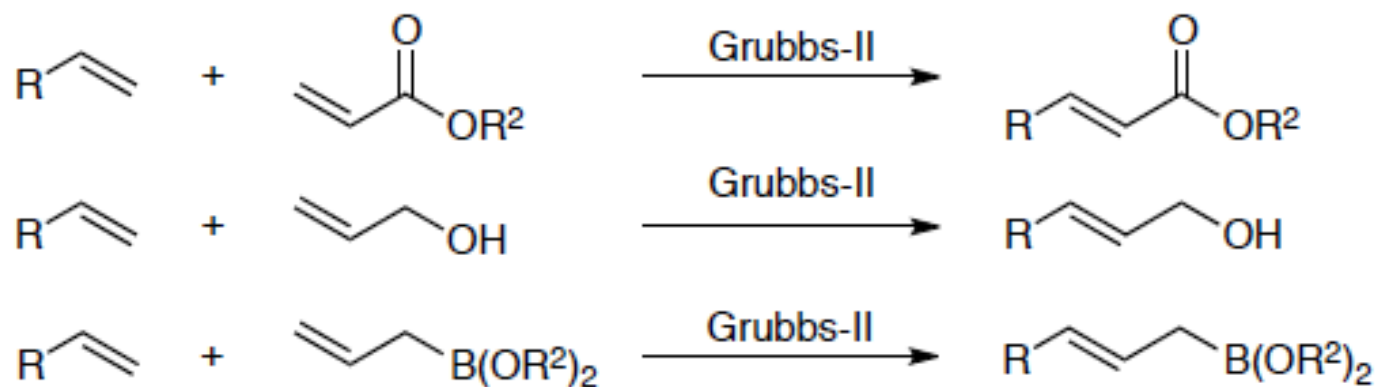 R + O OR² Grubbs-II R O OR²
R + OH Grubbs-II R OH
R + B(OR²)₂ Grubbs-II R B(OR²)₂